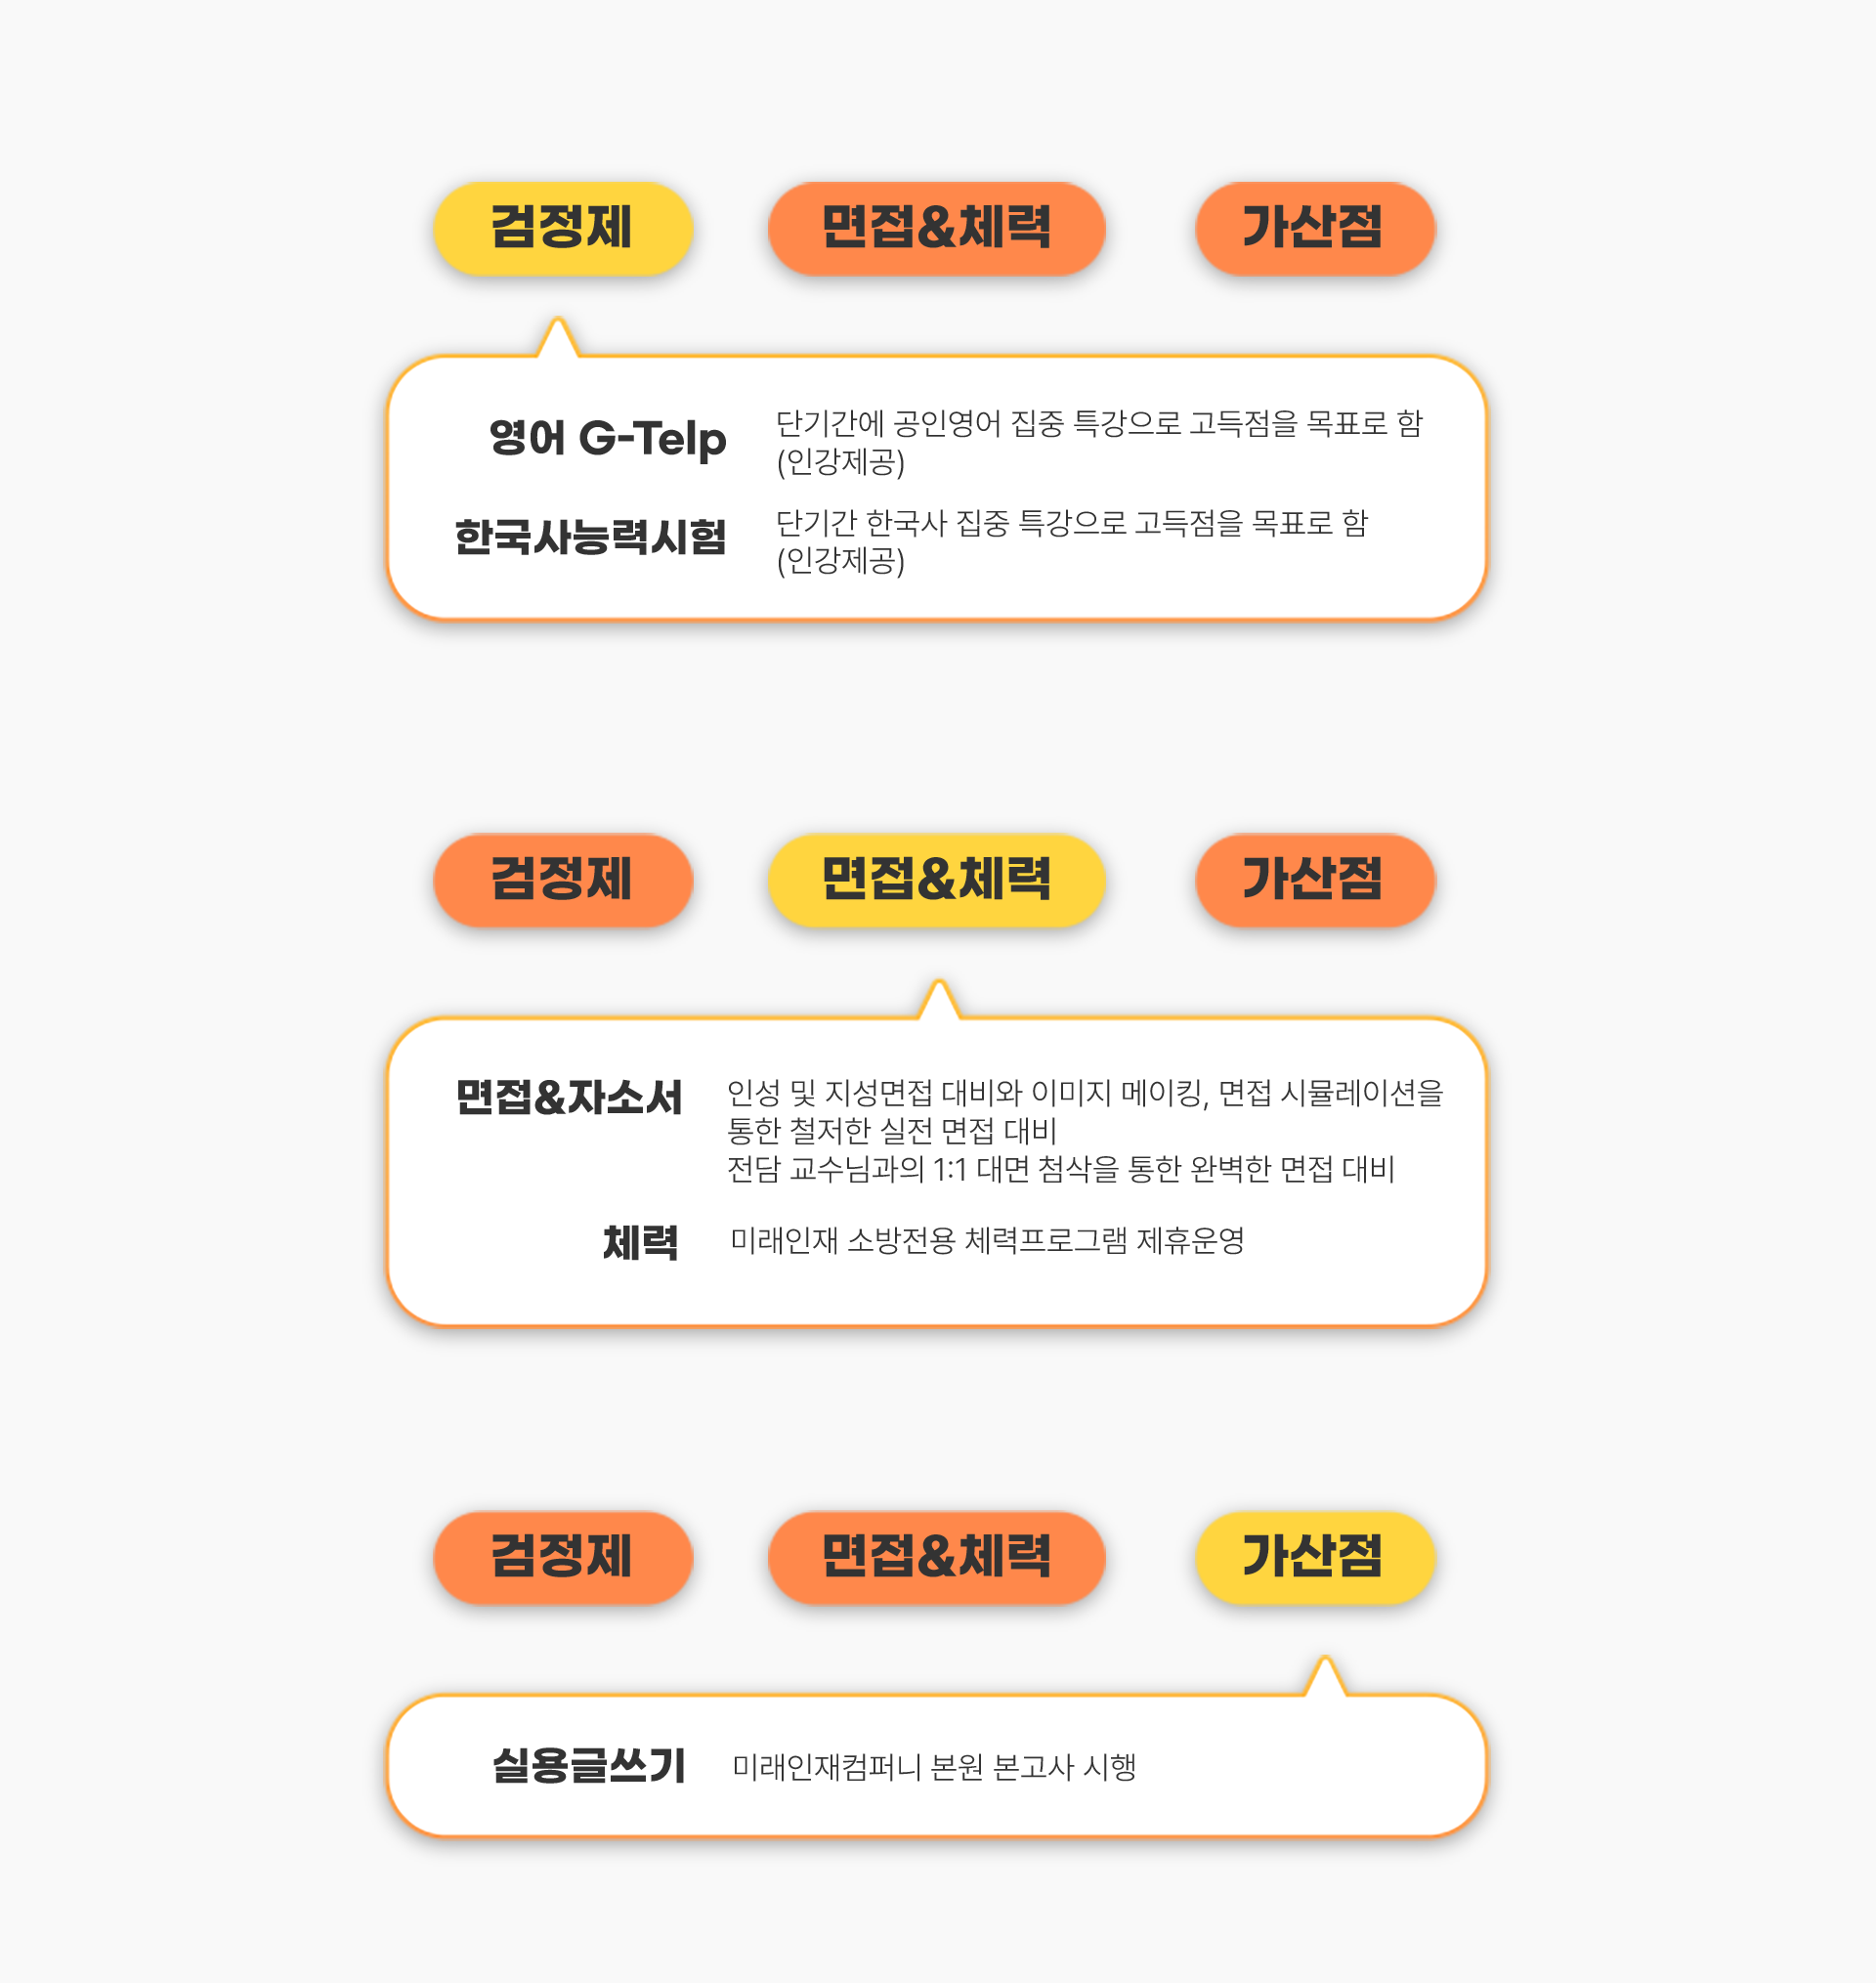 검정제 면접&체력 가산점
영어 G-Telp 단기간에 공인영어 집중 특강으로 고득점을 목표로 함
(인강제공)
한국사능력시험 단기간 한국사 집중 특강으로 고득점을 목표로 함
(인강제공)
검정제 면접&체력 가산점
면접&자소서 인성 및 지성면접 대비와 이미지 메이킹, 면접 시뮬레이션을
통한 철저한 실전 면접 대비
전담 교수님과의 1:1 대면 첨삭을 통한 완벽한 면접 대비
체력 미래인재 소방전용 체력프로그램 제휴운영
검정제 면접&체력 가산점
실용글쓰기 미래인재컴퍼니 본원 본고사 시행